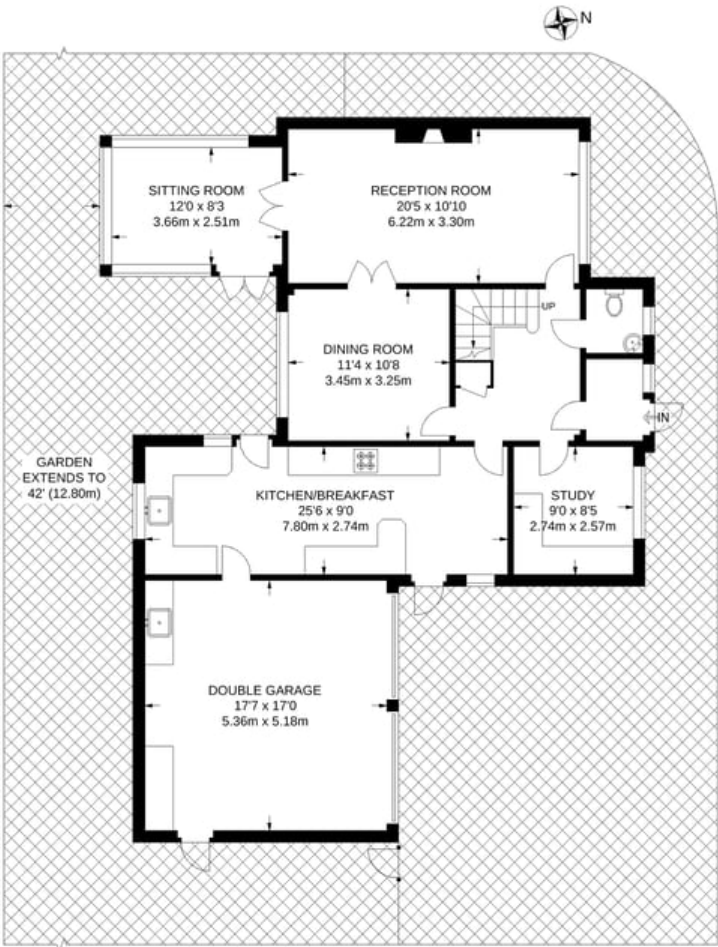 N
SITTING ROOM
12'0 x 8'3
3.66m x 2.51m
RECEPTION ROOM
20'5 x 10'10
6.22m x 3.30m
UP
DINING ROOM
11'4 x 10'8
3.45m x 3.25m
IN
GARDEN
EXTENDS TO
42' (12.80m)
KITCHEN/BREAKFAST
25'6 x 9'0
7.80m x 2.74m
STUDY
9'0 x 8'5
2.74m x 2.57m
DOUBLE GARAGE
17'7 x 17'0
5.36m x 5.18m